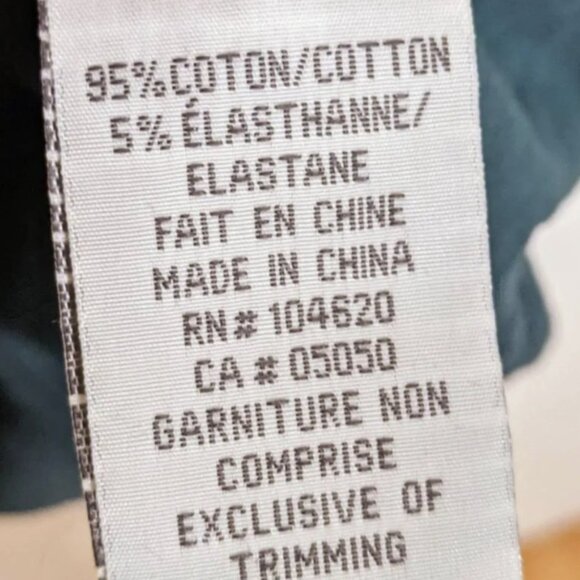 95% COTON/COTTON
5% ÉLASTHANNE/
ELASTANE
FAIT EN CHINE
MADE IN CHINA
RN# 104620
CA # 05050
GARNITURE NON
COMPRISE
EXCLUSIVE OF
TRIMMING